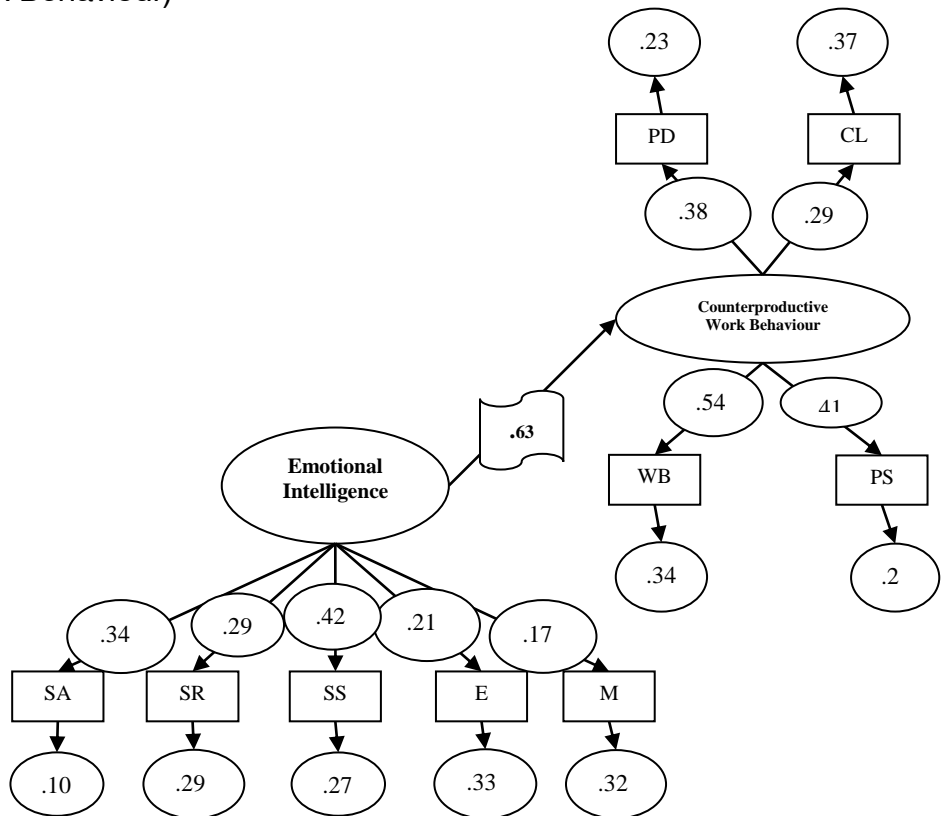 .23
.37
PD
CL
.38
.29
Counterproductive
Work Behaviour
.54
.41
.63
Emotional
Intelligence
WB
PS
.34
.2
.34
.29
.42
.21
.17
SA
SR
SS
E
M
.10
.29
.27
.33
.32